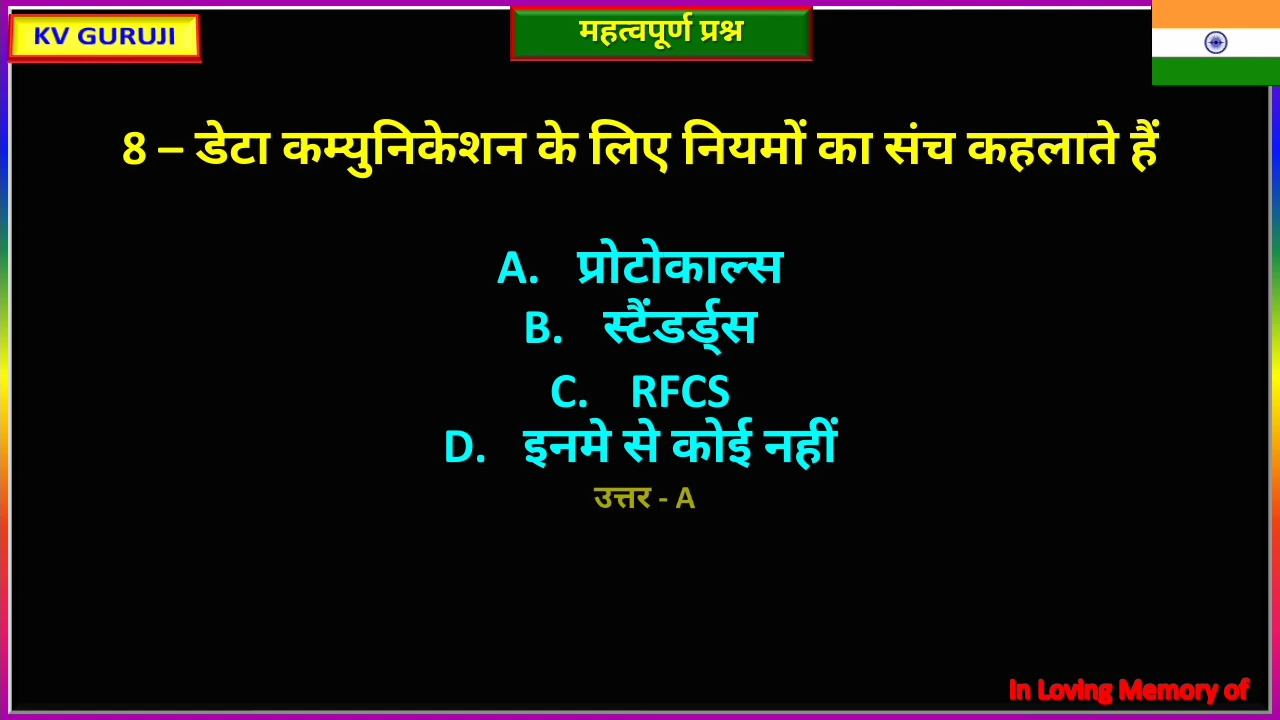 KV GURUJI
महत्वपूर्ण प्रश्न
8 – डेटा कम्युनिकेशन के लिए नियमों का संच कहलाते हैं
A. प्रोटोकाल्स
B. स्टैंडर्ड्स
C. RFCS
D. इनमे से कोई नहीं
उत्तर - A
In Loving Memory of